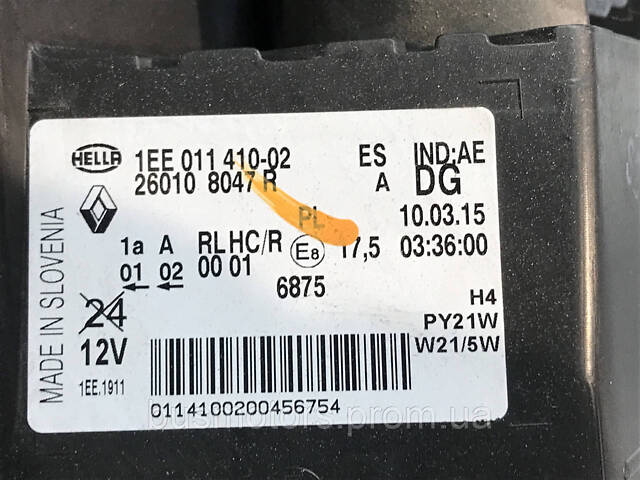 HELLA 1EE 011 410-02 ES IND:AE
26010 8047 R A DG
PL 10.03.15
1a A RL HC/R E8 17,5 03:36:00
01 02 00 01
6875
24
H4
PY21W
12V W21/5W
1EE.1911
MADE IN SLOVENIA
0114100200456754
busmotors.prom.ua